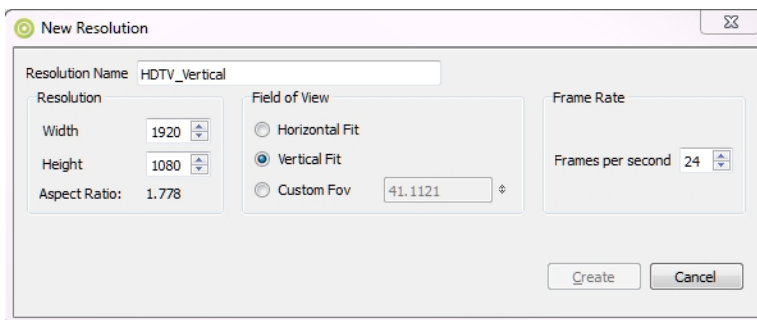 New Resolution
Resolution Name HDTV_Vertical
Resolution
Width 1920
Height 1080
Aspect Ratio: 1.778
Field of View
Horizontal Fit
Vertical Fit
Custom Fov 41.1121
Frame Rate
Frames per second 24
Create Cancel